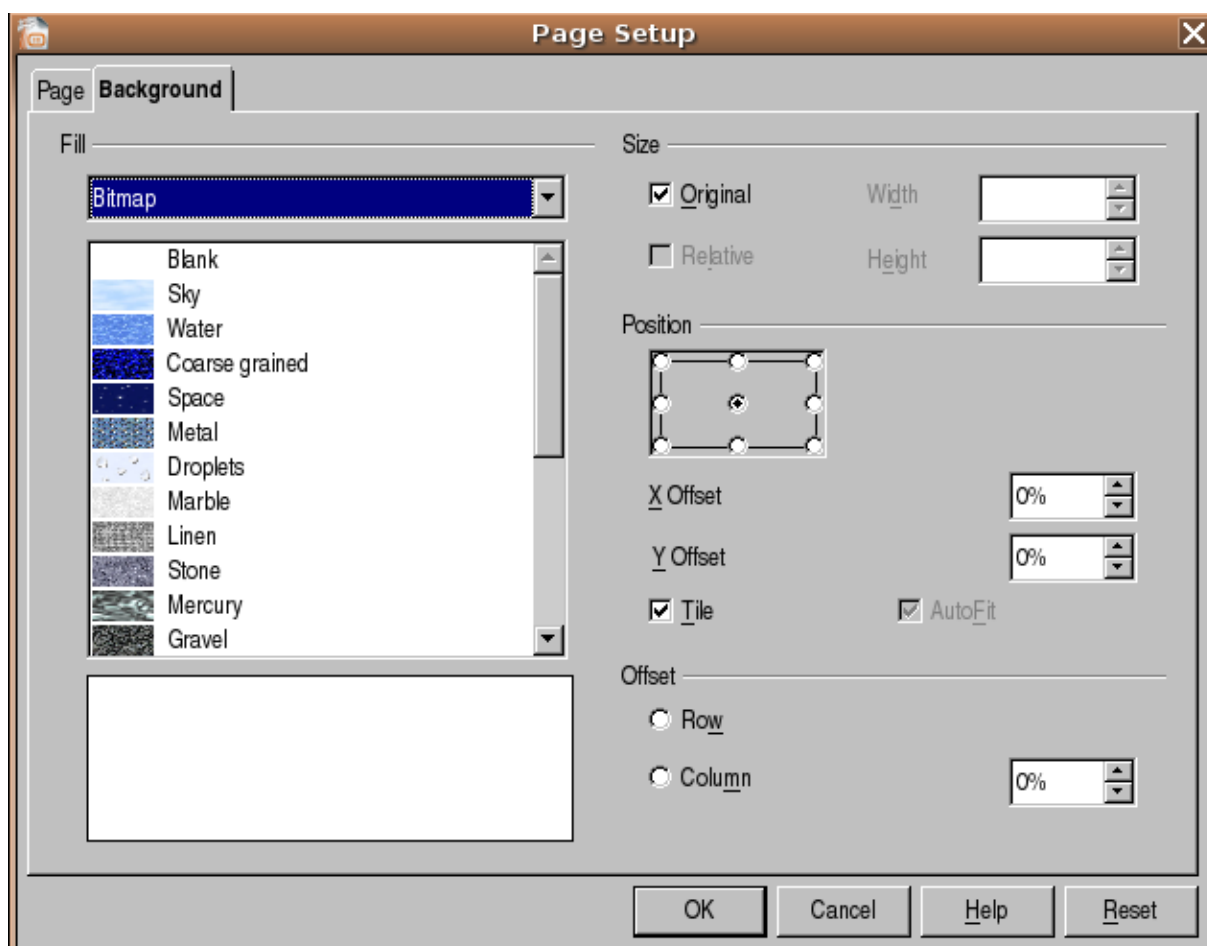 Page Setup
Page Background
Fill
Bitmap
Blank
Sky
Water
Coarse grained
Space
Metal
Droplets
Marble
Linen
Stone
Mercury
Gravel
Size
Original Width
Relative Height
Position
X Offset 0%
Y Offset 0%
Tile AutoFit
Offset
Row
Column 0%
OK Cancel Help Reset